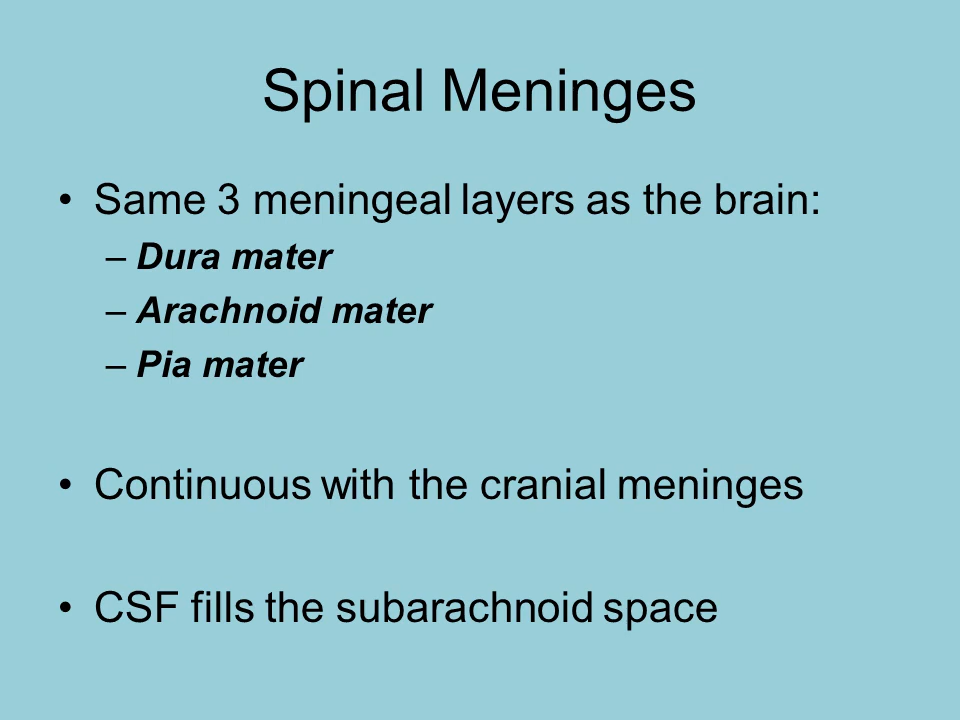 Spinal Meninges
• Same 3 meningeal layers as the brain:
– Dura mater
– Arachnoid mater
– Pia mater
• Continuous with the cranial meninges
• CSF fills the subarachnoid space